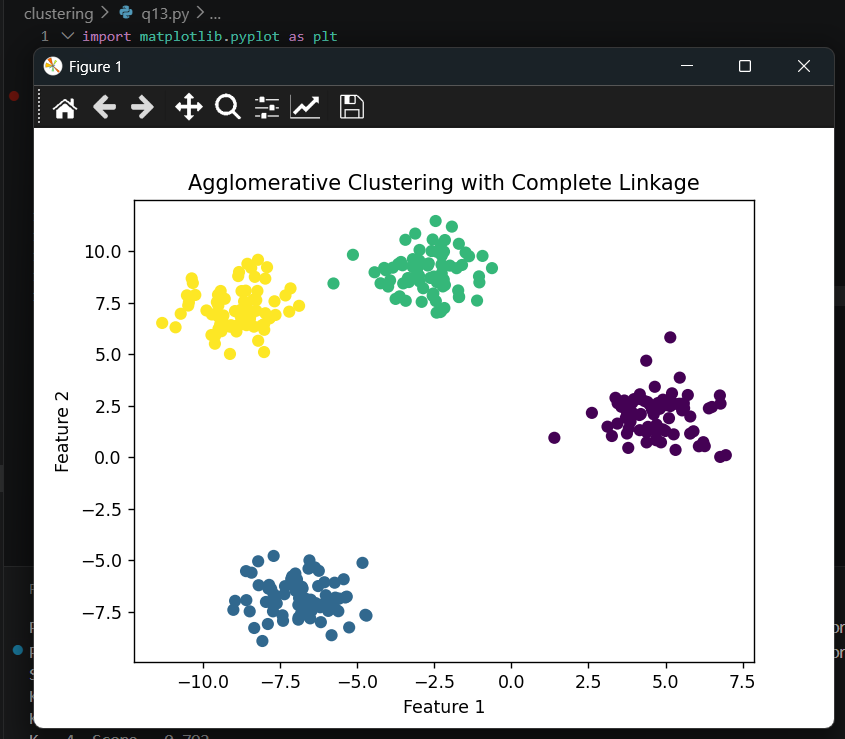 clustering > q13.py > ...
1 import matplotlib.pyplot as plt
Figure 1
Agglomerative Clustering with Complete Linkage
10.0
7.5
5.0
2.5
0.0
−2.5
−5.0
−7.5
Feature 2
−10.0 −7.5 −5.0 −2.5 0.0 2.5 5.0 7.5
Feature 1